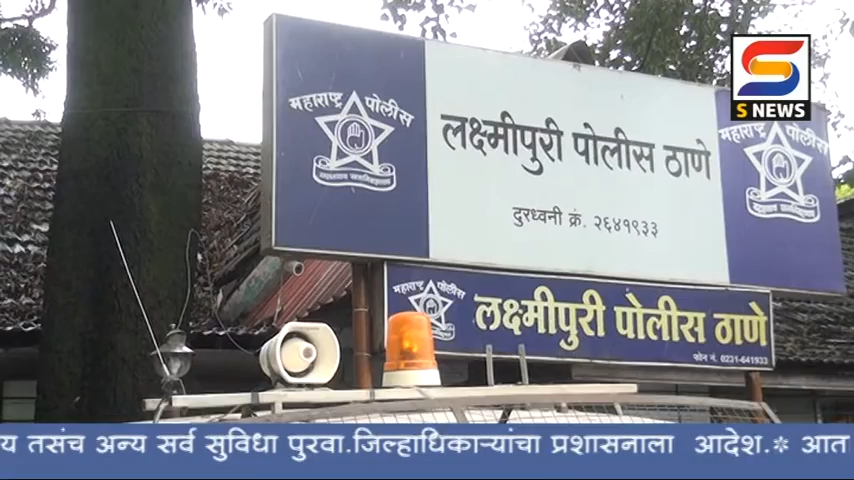 S NEWS
महाराष्ट्र पोलीस
लक्ष्मीपुरी पोलीस ठाणे
दुरध्वनी क्रं. २६४१९३३
महाराष्ट्र पोलीस
महाराष्ट्र पोलीस
लक्ष्मीपुरी पोलीस ठाणे
फोन नं. 0231-641933
य तसंच अन्य सर्व सुविधा पुरवा.जिल्हाधिकाऱ्यांचा प्रशासनाला आदेश.* आत